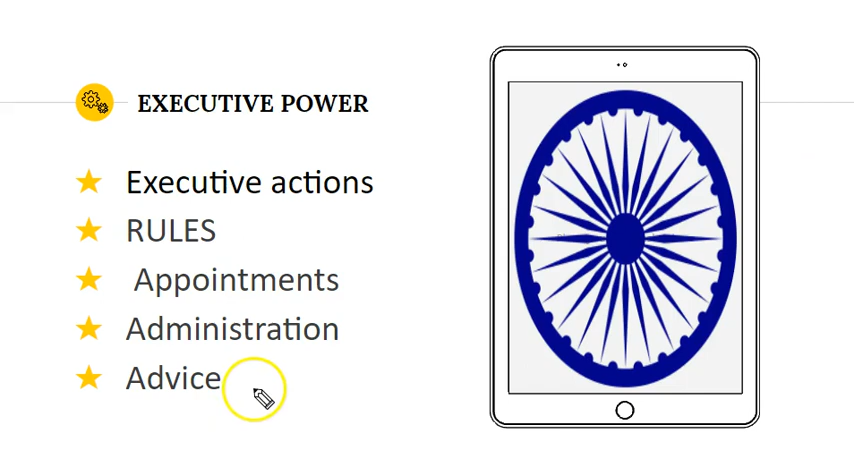 EXECUTIVE POWER
Executive actions
RULES
Appointments
Administration
Advice